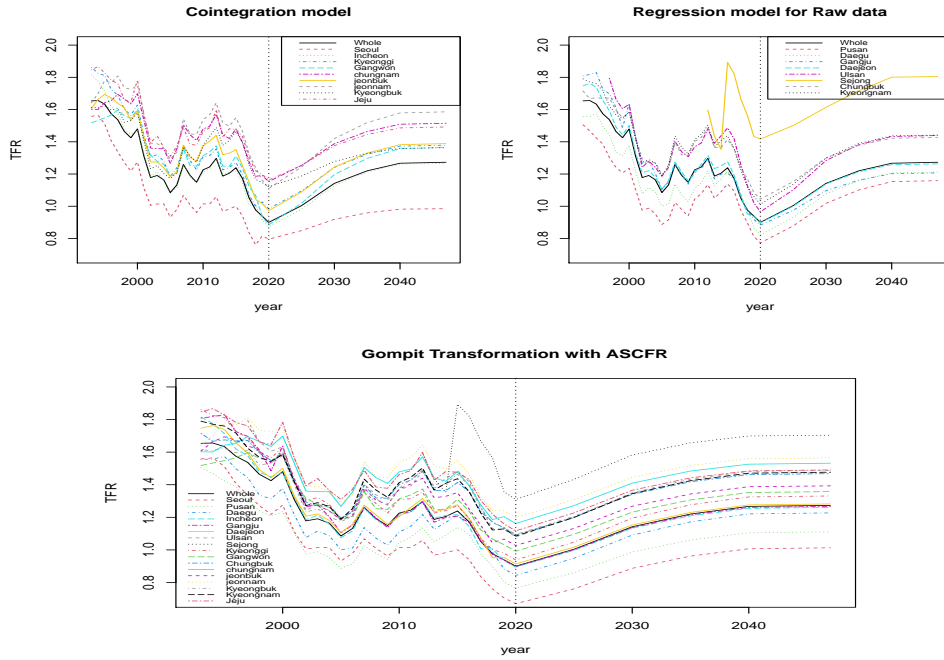 Cointegration model
TFR
2.0
1.8
1.6
1.4
1.2
1.0
0.8
Whole
Seoul
Incheon
Kyeonggi
Gangwon
chungnam
jeonbuk
jeonnam
Kyeongbuk
Jeju
2000
2010
2020
2030
2040
year
Regression model for Raw data
TFR
2.0
1.8
1.6
1.4
1.2
1.0
0.8
Whole
Pusan
Daegu
Gangju
Daejeon
Ulsan
Sejong
Chungbuk
Kyeongnam
2000
2010
2020
2030
2040
year
Gompit Transformation with ASCFR
TFR
2.0
1.8
1.6
1.4
1.2
1.0
0.8
Whole
Seoul
Pusan
Daegu
Incheon
Gangju
Daejeon
Ulsan
Sejong
Kyeonggi
Gangwon
Chungbuk
chungnam
jeonbuk
jeonnam
Kyeongbuk
Kyeongnam
Jeju
2000
2010
2020
2030
2040
year